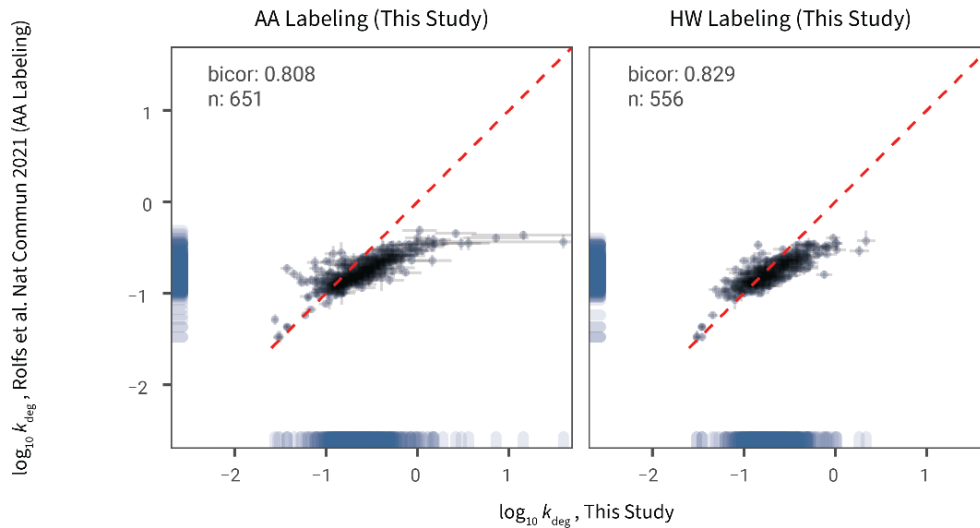 AA Labeling (This Study)
HW Labeling (This Study)
log₁₀ k_deg , Rolfs et al. Nat Commun 2021 (AA Labeling)
bicor: 0.808
n: 651
bicor: 0.829
n: 556
1
0
−1
−2
−2 −1 0 1
−2 −1 0 1
log₁₀ k_deg , This Study